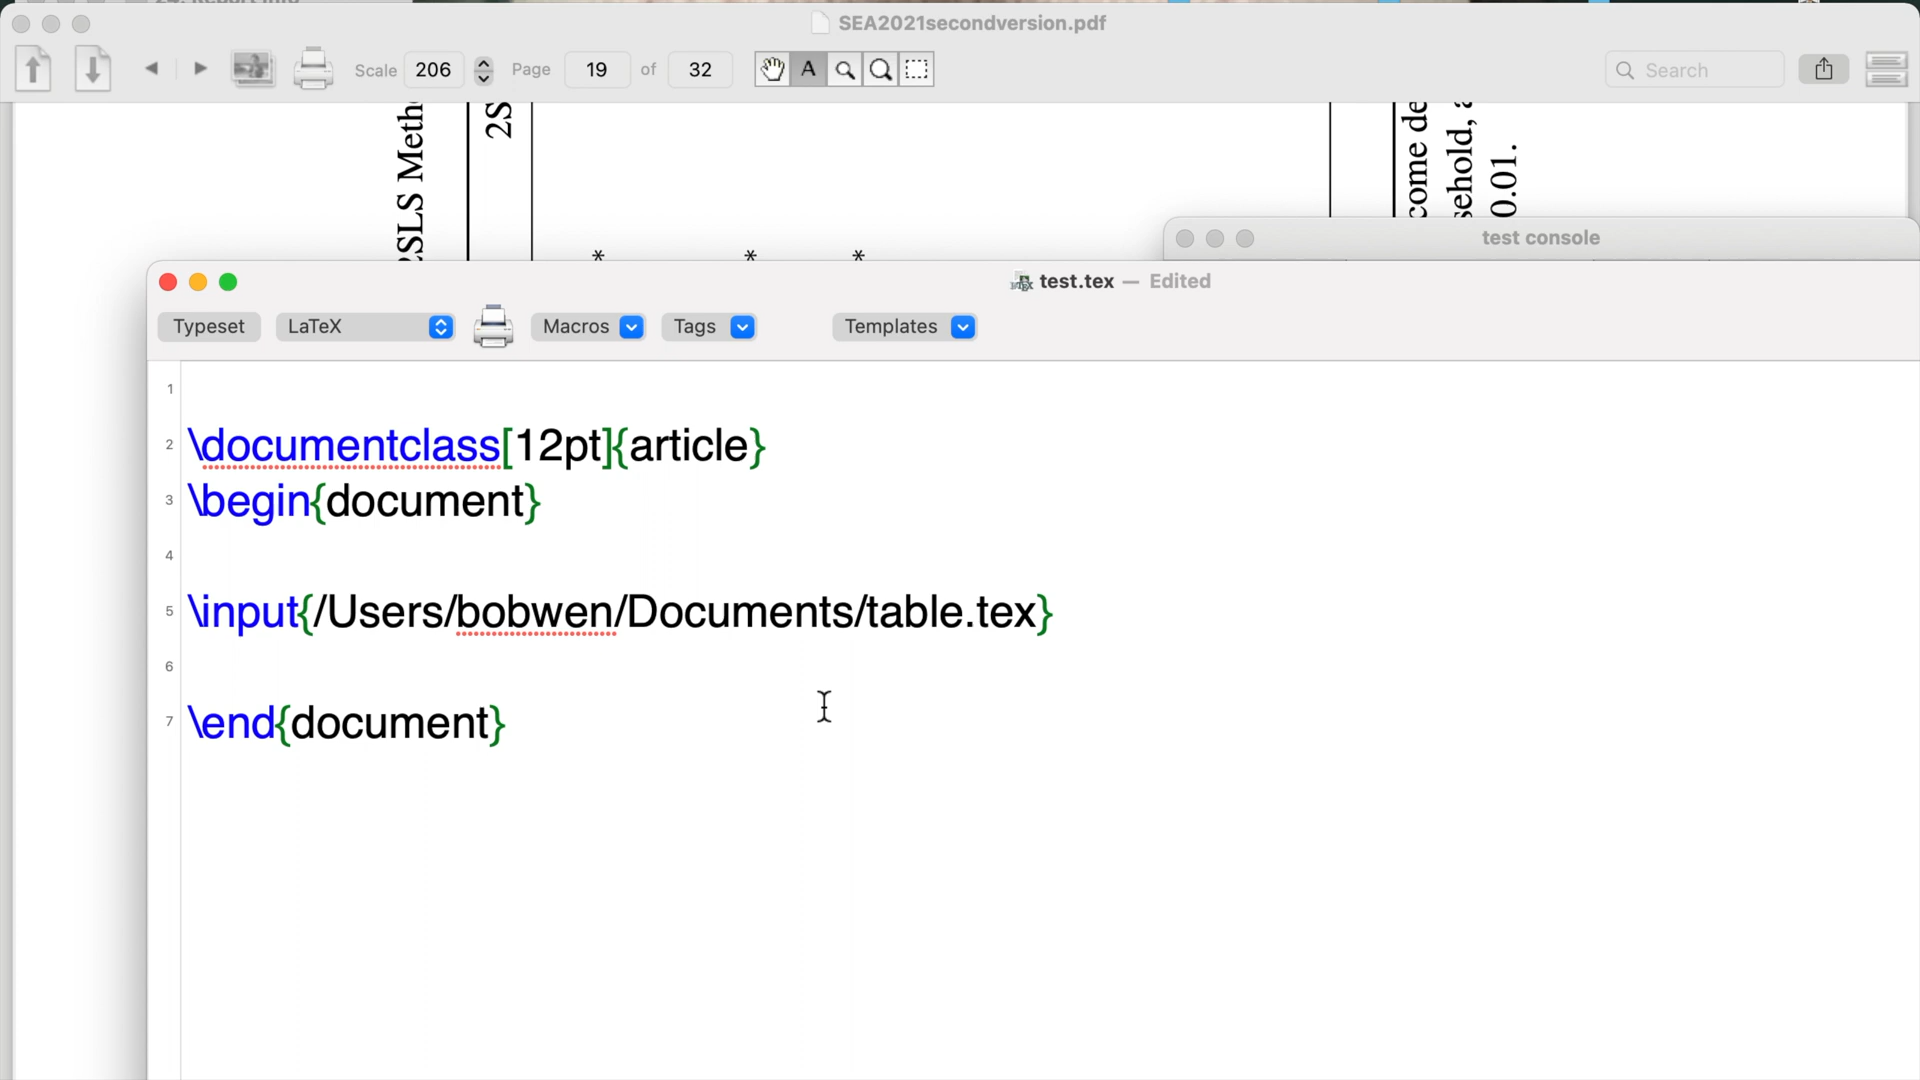 SEA2021secondversion.pdf
Scale 206 Page 19 of 32 A Search
2SLS Meth
2S
* * *
come de
sehold, a
0.01.
test console
test.tex — Edited
Typeset LaTeX Macros Tags Templates
1
2 \documentclass[12pt]{article}
3 \begin{document}
4
5 \input{/Users/bobwen/Documents/table.tex}
6
7 \end{document}